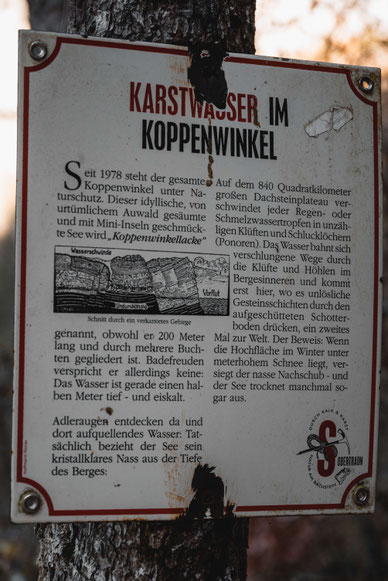 KARSTWASSER IM
KOPPENWINKEL
Seit 1978 steht der gesamte
Koppenwinkel unter Na-
turschutz. Dieser idyllische, von
urtümlichem Auwald gesäumte
und mit Mini-Inseln geschmück-
te See wird „Koppenwinkellacke"
Wasserschwinde
Vorflut
Schnitt durch ein verkarstetes Gebirge
genannt, obwohl er 200 Meter
lang und durch mehrere Buch-
ten gegliedert ist. Badefreuden
verspricht er allerdings keine:
Das Wasser ist gerade einen hal-
ben Meter tief - und eiskalt.
Adleraugen entdecken da und
dort aufquellendes Wasser: Tat-
sächlich bezieht der See sein
kristallklares Nass aus der Tiefe
des Berges:
Auf dem 840 Quadratkilometer
großen Dachsteinplateau ver-
schwindet jeder Regen- oder
Schmelzwassertropfen in unzäh-
ligen Klüften und Schlucklöchern
(Ponoren). Das Wasser bahnt sich
verschlungene Wege durch
die Klüfte und Höhlen im
Bergesinneren und kommt
erst hier, wo es unlösliche
Gesteinsschichten durch den
aufgeschütteten Schotter-
boden drücken, ein zweites
Mal zur Welt. Der Beweis: Wenn
die Hochfläche im Winter unter
meterhohem Schnee liegt, ver-
siegt der nasse Nachschub - und
der See trocknet manchmal so-
gar aus.
S
OBERTRAUN